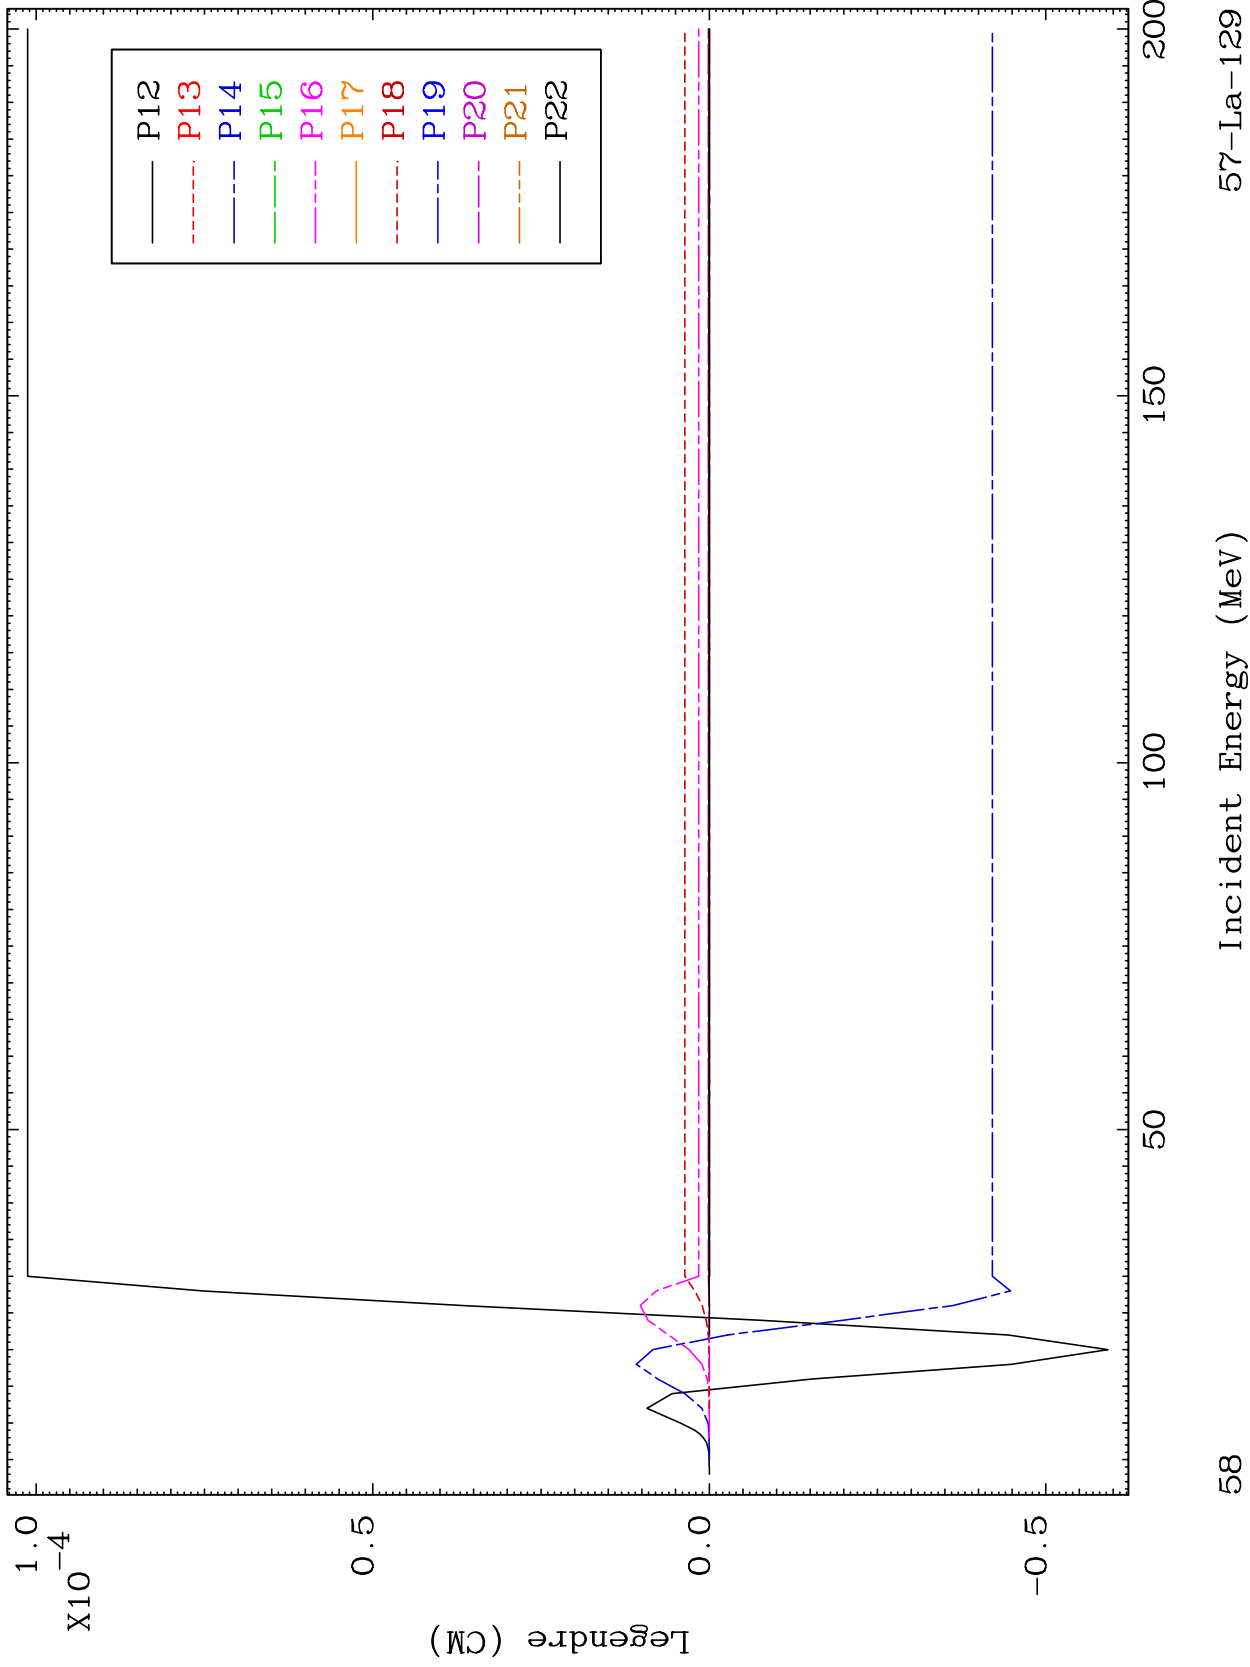 1.0
X10-4
0.5
0.0
-0.5
Legendre (CM)
P12
P13
P14
P15
P16
P17
P18
P19
P20
P21
P22
50
100
150
200
Incident Energy (MeV)
58
57-La-129